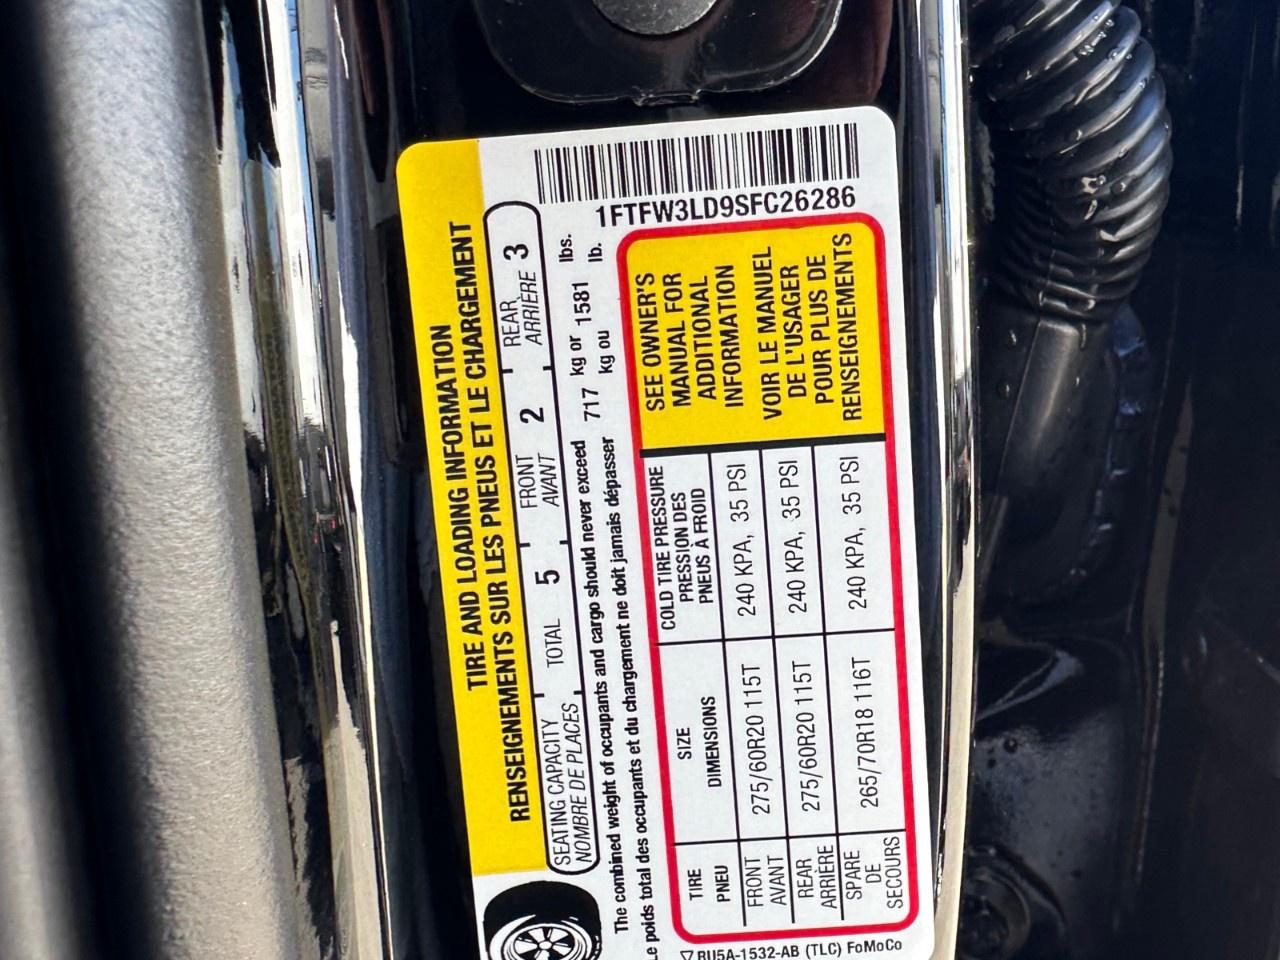 1FTFW3LD9SFC26286
TIRE AND LOADING INFORMATION
RENSEIGNEMENTS SUR LES PNEUS ET LE CHARGEMENT
SEATING CAPACITY TOTAL 5 FRONT 2 REAR 3
NOMBRE DE PLACES AVANT ARRIÈRE
The combined weight of occupants and cargo should never exceed 717 kg or 1581 lbs.
Le poids total des occupants et du chargement ne doit jamais dépasser kg ou lb.
TIRE SIZE COLD TIRE PRESSURE
PNEU DIMENSIONS PRESSION DES
PNEUS À FROID
FRONT 275/60R20 115T 240 KPA, 35 PSI
AVANT
REAR 275/60R20 115T 240 KPA, 35 PSI
ARRIÈRE
SPARE 265/70R18 116T 240 KPA, 35 PSI
DE
SECOURS
SEE OWNER'S
MANUAL FOR
ADDITIONAL
INFORMATION
VOIR LE MANUEL
DE L'USAGER
POUR PLUS DE
RENSEIGNEMENTS
RU5A-1532-AB (TLC) FoMoCo